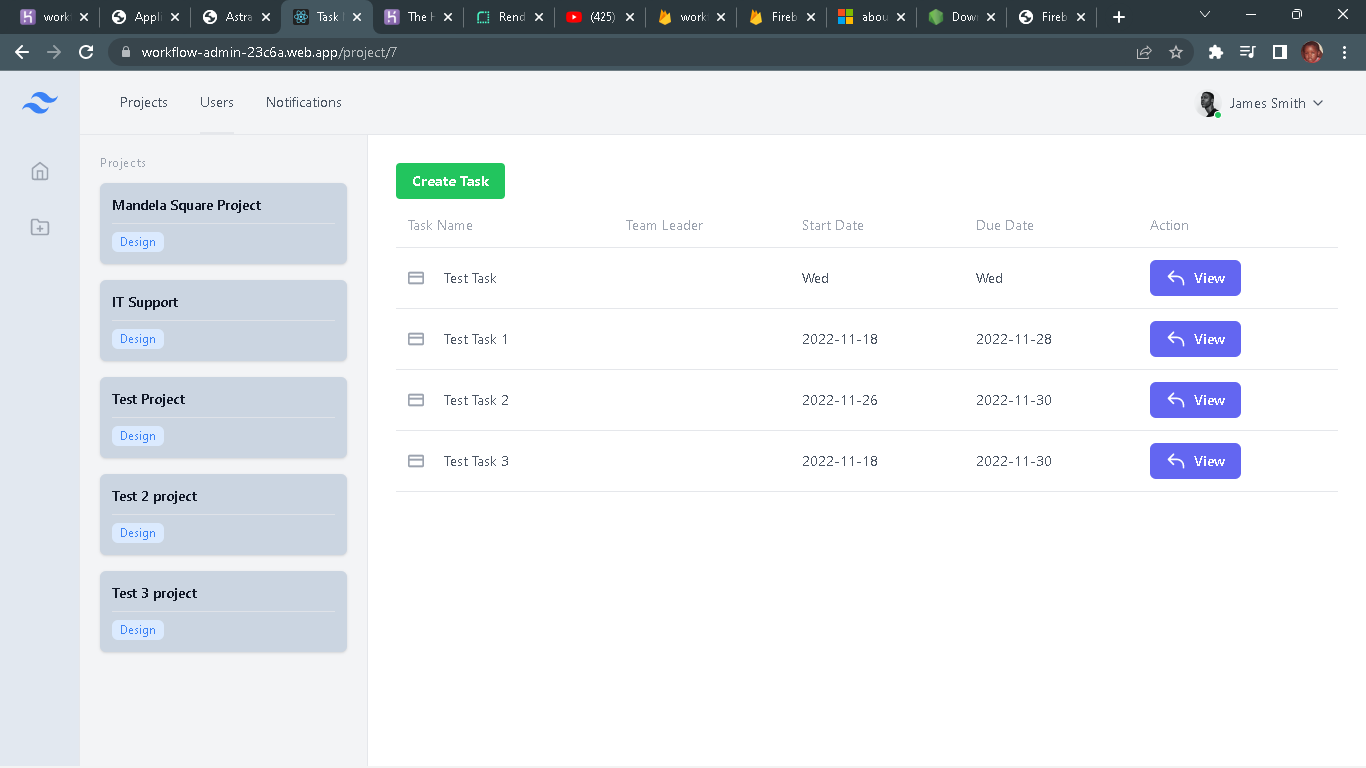 work
Appli
Astra
Task
The H
Rend
(425)
work
Fireb
abou
Dow
Fireb
workflow-admin-23c6a.web.app/project/7
Projects
Users
Notifications
James Smith
Projects
Mandela Square Project
Design
IT Support
Design
Test Project
Design
Test 2 project
Design
Test 3 project
Design
Create Task
Task Name Team Leader Start Date Due Date Action
Test Task Wed Wed View
Test Task 1 2022-11-18 2022-11-28 View
Test Task 2 2022-11-26 2022-11-30 View
Test Task 3 2022-11-18 2022-11-30 View